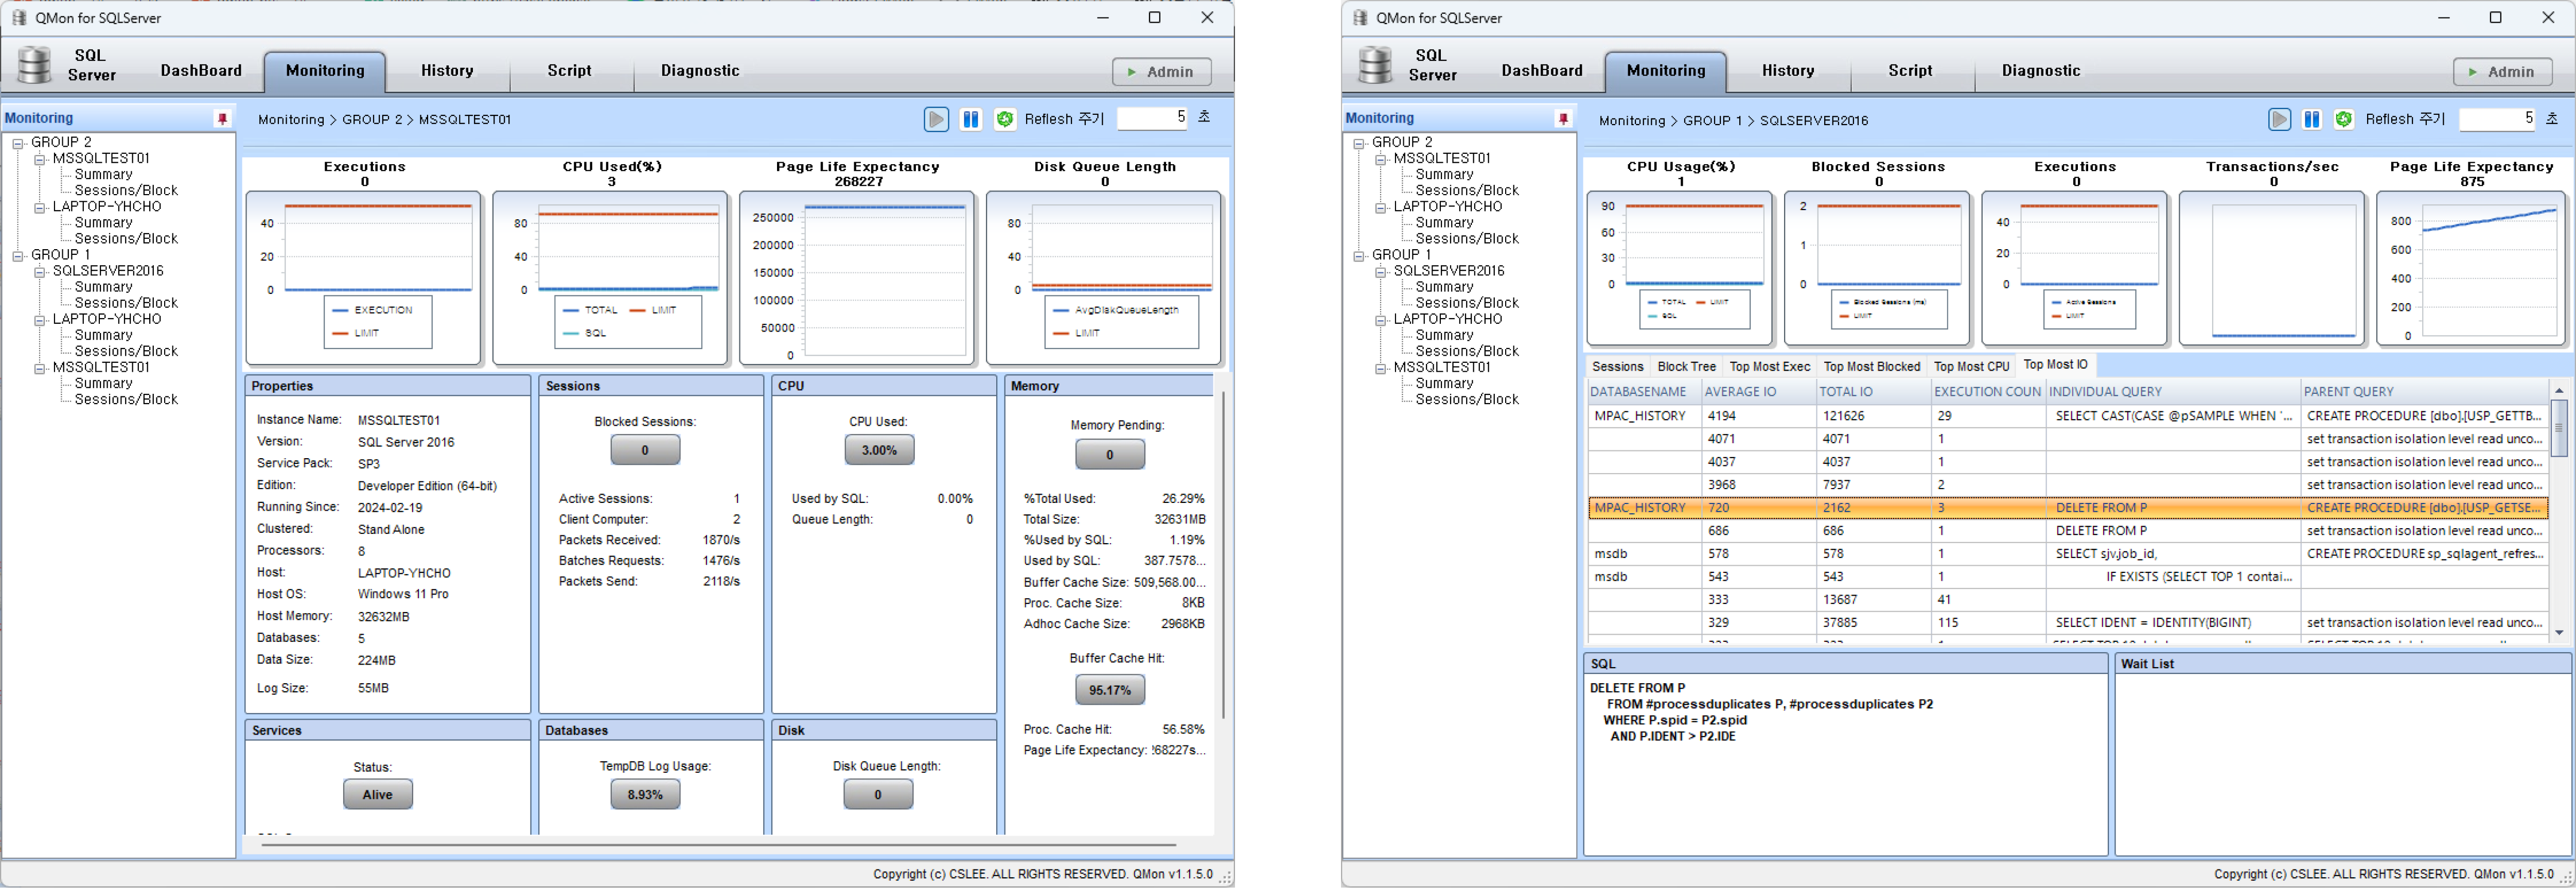 QMon for SQLServer
SQL Server
DashBoard
Monitoring
History
Script
Diagnostic
Admin
Monitoring
GROUP 2
MSSQLTEST01
Summary
Sessions/Block
LAPTOP-YHCHO
Summary
Sessions/Block
GROUP 1
SQLSERVER2016
Summary
Sessions/Block
LAPTOP-YHCHO
Summary
Sessions/Block
MSSQLTEST01
Summary
Sessions/Block
Monitoring > GROUP 2 > MSSQLTEST01
Reflesh 주기 5 초
Executions
0
40
20
0
EXECUTION
LIMIT
CPU Used(%)
3
80
40
0
TOTAL LIMIT
SQL
Page Life Expectancy
268227
250000
200000
150000
100000
50000
0
Disk Queue Length
0
80
40
0
AvgDiskQueueLength
LIMIT
Properties
Instance Name: MSSQLTEST01
Version: SQL Server 2016
Service Pack: SP3
Edition: Developer Edition (64-bit)
Running Since: 2024-02-19
Clustered: Stand Alone
Processors: 8
Host: LAPTOP-YHCHO
Host OS: Windows 11 Pro
Host Memory: 32632MB
Databases: 5
Data Size: 224MB
Log Size: 55MB
Sessions
Blocked Sessions:
0
Active Sessions: 1
Client Computer: 2
Packets Received: 1870/s
Batches Requests: 1476/s
Packets Send: 2118/s
CPU
CPU Used:
3.00%
Used by SQL: 0.00%
Queue Length: 0
Memory
Memory Pending:
0
%Total Used: 26.29%
Total Size: 32631MB
%Used by SQL: 1.19%
Used by SQL: 387.7578...
Buffer Cache Size: 509,568.00...
Proc. Cache Size: 8KB
Adhoc Cache Size: 2968KB
Buffer Cache Hit:
95.17%
Proc. Cache Hit: 56.58%
Page Life Expectancy: !68227s...
Services
Status:
Alive
Databases
TempDB Log Usage:
8.93%
Disk
Disk Queue Length:
0
Copyright (c) CSLEE. ALL RIGHTS RESERVED. QMon v1.1.5.0
QMon for SQLServer
SQL Server
DashBoard
Monitoring
History
Script
Diagnostic
Admin
Monitoring
GROUP 2
MSSQLTEST01
Summary
Sessions/Block
LAPTOP-YHCHO
Summary
Sessions/Block
GROUP 1
SQLSERVER2016
Summary
Sessions/Block
LAPTOP-YHCHO
Summary
Sessions/Block
MSSQLTEST01
Summary
Sessions/Block
Monitoring > GROUP 1 > SQLSERVER2016
Reflesh 주기 5 초
CPU Usage(%)
1
90
60
30
0
TOTAL LIMIT
SQL
Blocked Sessions
0
2
1
0
Blocked Sessions (ms)
LIMIT
Executions
0
40
20
0
Active Sessions
LIMIT
Transactions/sec
0
Page Life Expectancy
875
800
600
400
200
0
Sessions Block Tree Top Most Exec Top Most Blocked Top Most CPU Top Most IO
DATABASENAME AVERAGE IO TOTAL IO EXECUTION COUN INDIVIDUAL QUERY PARENT QUERY
MPAC_HISTORY 4194 121626 29 SELECT CAST(CASE @pSAMPLE WHEN '... CREATE PROCEDURE [dbo].[USP_GETTB...
4071 4071 1 set transaction isolation level read unco...
4037 4037 1 set transaction isolation level read unco...
3968 7937 2 set transaction isolation level read unco...
MPAC_HISTORY 720 2162 3 DELETE FROM P CREATE PROCEDURE [dbo].[USP_GETSE...
686 686 1 DELETE FROM P set transaction isolation level read unco...
msdb 578 578 1 SELECT sjv.job_id, CREATE PROCEDURE sp_sqlagent_refres...
msdb 543 543 1 IF EXISTS (SELECT TOP 1 contai...
333 13687 41
329 37885 115 SELECT IDENT = IDENTITY(BIGINT) set transaction isolation level read unco...
SQL
DELETE FROM P
FROM #processduplicates P, #processduplicates P2
WHERE P.spid = P2.spid
AND P.IDENT > P2.IDE
Wait List
Copyright (c) CSLEE. ALL RIGHTS RESERVED. QMon v1.1.5.0